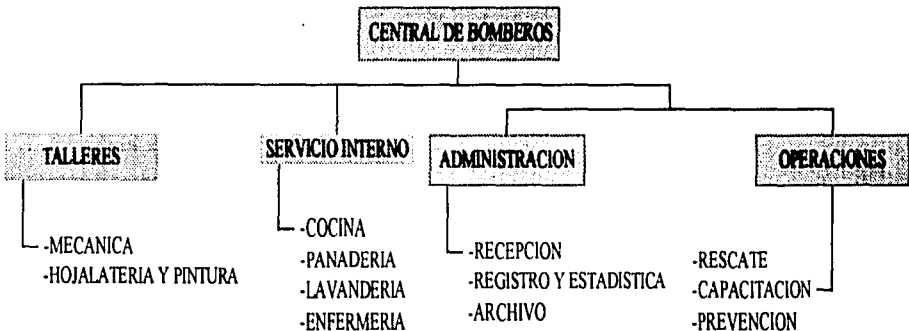 CENTRAL DE BOMBEROS
TALLERES
-MECANICA
-HOJALATERIA Y PINTURA
SERVICIO INTERNO
-COCINA
-PANADERIA
-LAVANDERIA
-ENFERMERIA
ADMINISTRACION
-RECEPCION
-REGISTRO Y ESTADISTICA
-ARCHIVO
OPERACIONES
-RESCATE
-CAPACITACION
-PREVENCION